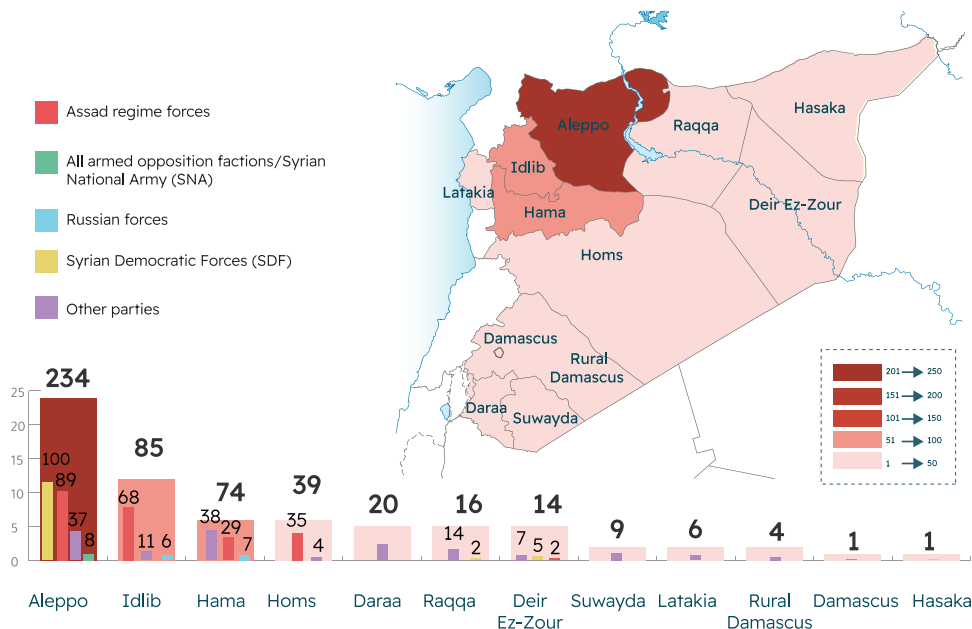 Assad regime forces
All armed opposition factions/Syrian
National Army (SNA)
Russian forces
Syrian Democratic Forces (SDF)
Other parties
Aleppo
Raqqa
Hasaka
Idlib
Latakia
Hama
Deir Ez-Zour
Homs
Damascus
Rural
Damascus
Daraa
Suwayda
201 250
151 200
101 150
51 100
1 50
25
20
15
10
5
0
234
100
89
37
8
85
68
11
6
74
38
29
7
39
35
4
20
16
14
2
14
7
5
2
9
6
4
1
1
Aleppo
Idlib
Hama
Homs
Daraa
Raqqa
Deir
Ez-Zour
Suwayda
Latakia
Rural
Damascus
Damascus
Hasaka